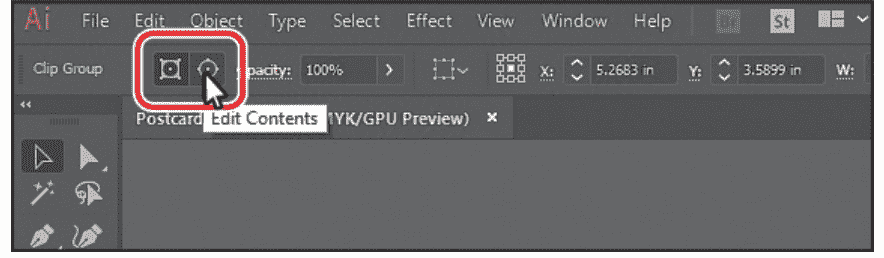 Ai File Edit Object Type Select Effect View Window Help St
Clip Group pacity: 100% X: 5.2683 in Y: 3.5899 in W:
Postcard MYK/GPU Preview) ×
Edit Contents